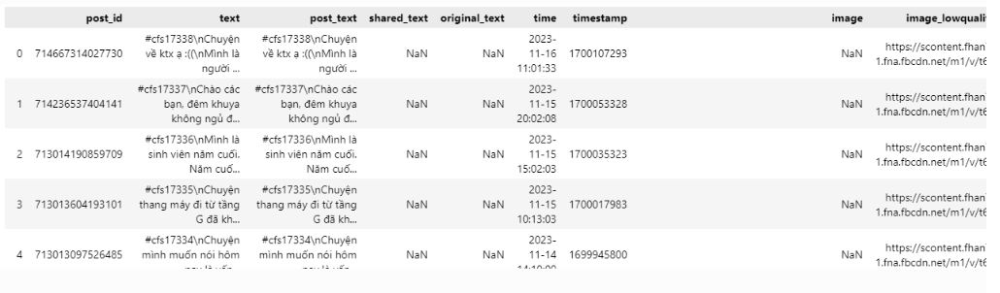 post_id text post_text shared_text original_text time timestamp image image_lowquali
#cfs17338\nChuyện #cfs17338\nChuyện 2023-
0 714667314027730 về ktx ạ :((\nMình là về ktx ạ :((\nMình là NaN NaN 11-16 1700107293 NaN https://scontent.fhan
người ... người ... 11:01:33 1.fna.fbcdn.net/m1/v/t6
#cfs17337\nChào các #cfs17337\nChào các 2023-
1 714236537404141 bạn, đêm khuya bạn, đêm khuya NaN NaN 11-15 1700053328 NaN https://scontent.fhan
không ngủ đ... không ngủ đ... 20:02:08 1.fna.fbcdn.net/m1/v/t6
#cfs17336\nMình là #cfs17336\nMình là 2023-
2 713014190859709 sinh viên năm cuối. sinh viên năm cuối. NaN NaN 11-15 1700035323 NaN https://scontent.fhan
Năm cuố... Năm cuố... 15:02:03 1.fna.fbcdn.net/m1/v/t6
#cfs17335\nChuyện #cfs17335\nChuyện 2023-
3 713013604193101 thang máy đi từ tầng thang máy đi từ tầng NaN NaN 11-15 1700017983 NaN https://scontent.fhan
G đã kh... G đã kh... 10:13:03 1.fna.fbcdn.net/m1/v/t6
#cfs17334\nChuyện #cfs17334\nChuyện 2023-
4 713013097526485 mình muốn nói hôm mình muốn nói hôm NaN NaN 11-14 1699945800 NaN https://scontent.fhan
1.fna.fbcdn.net/m1/v/t6